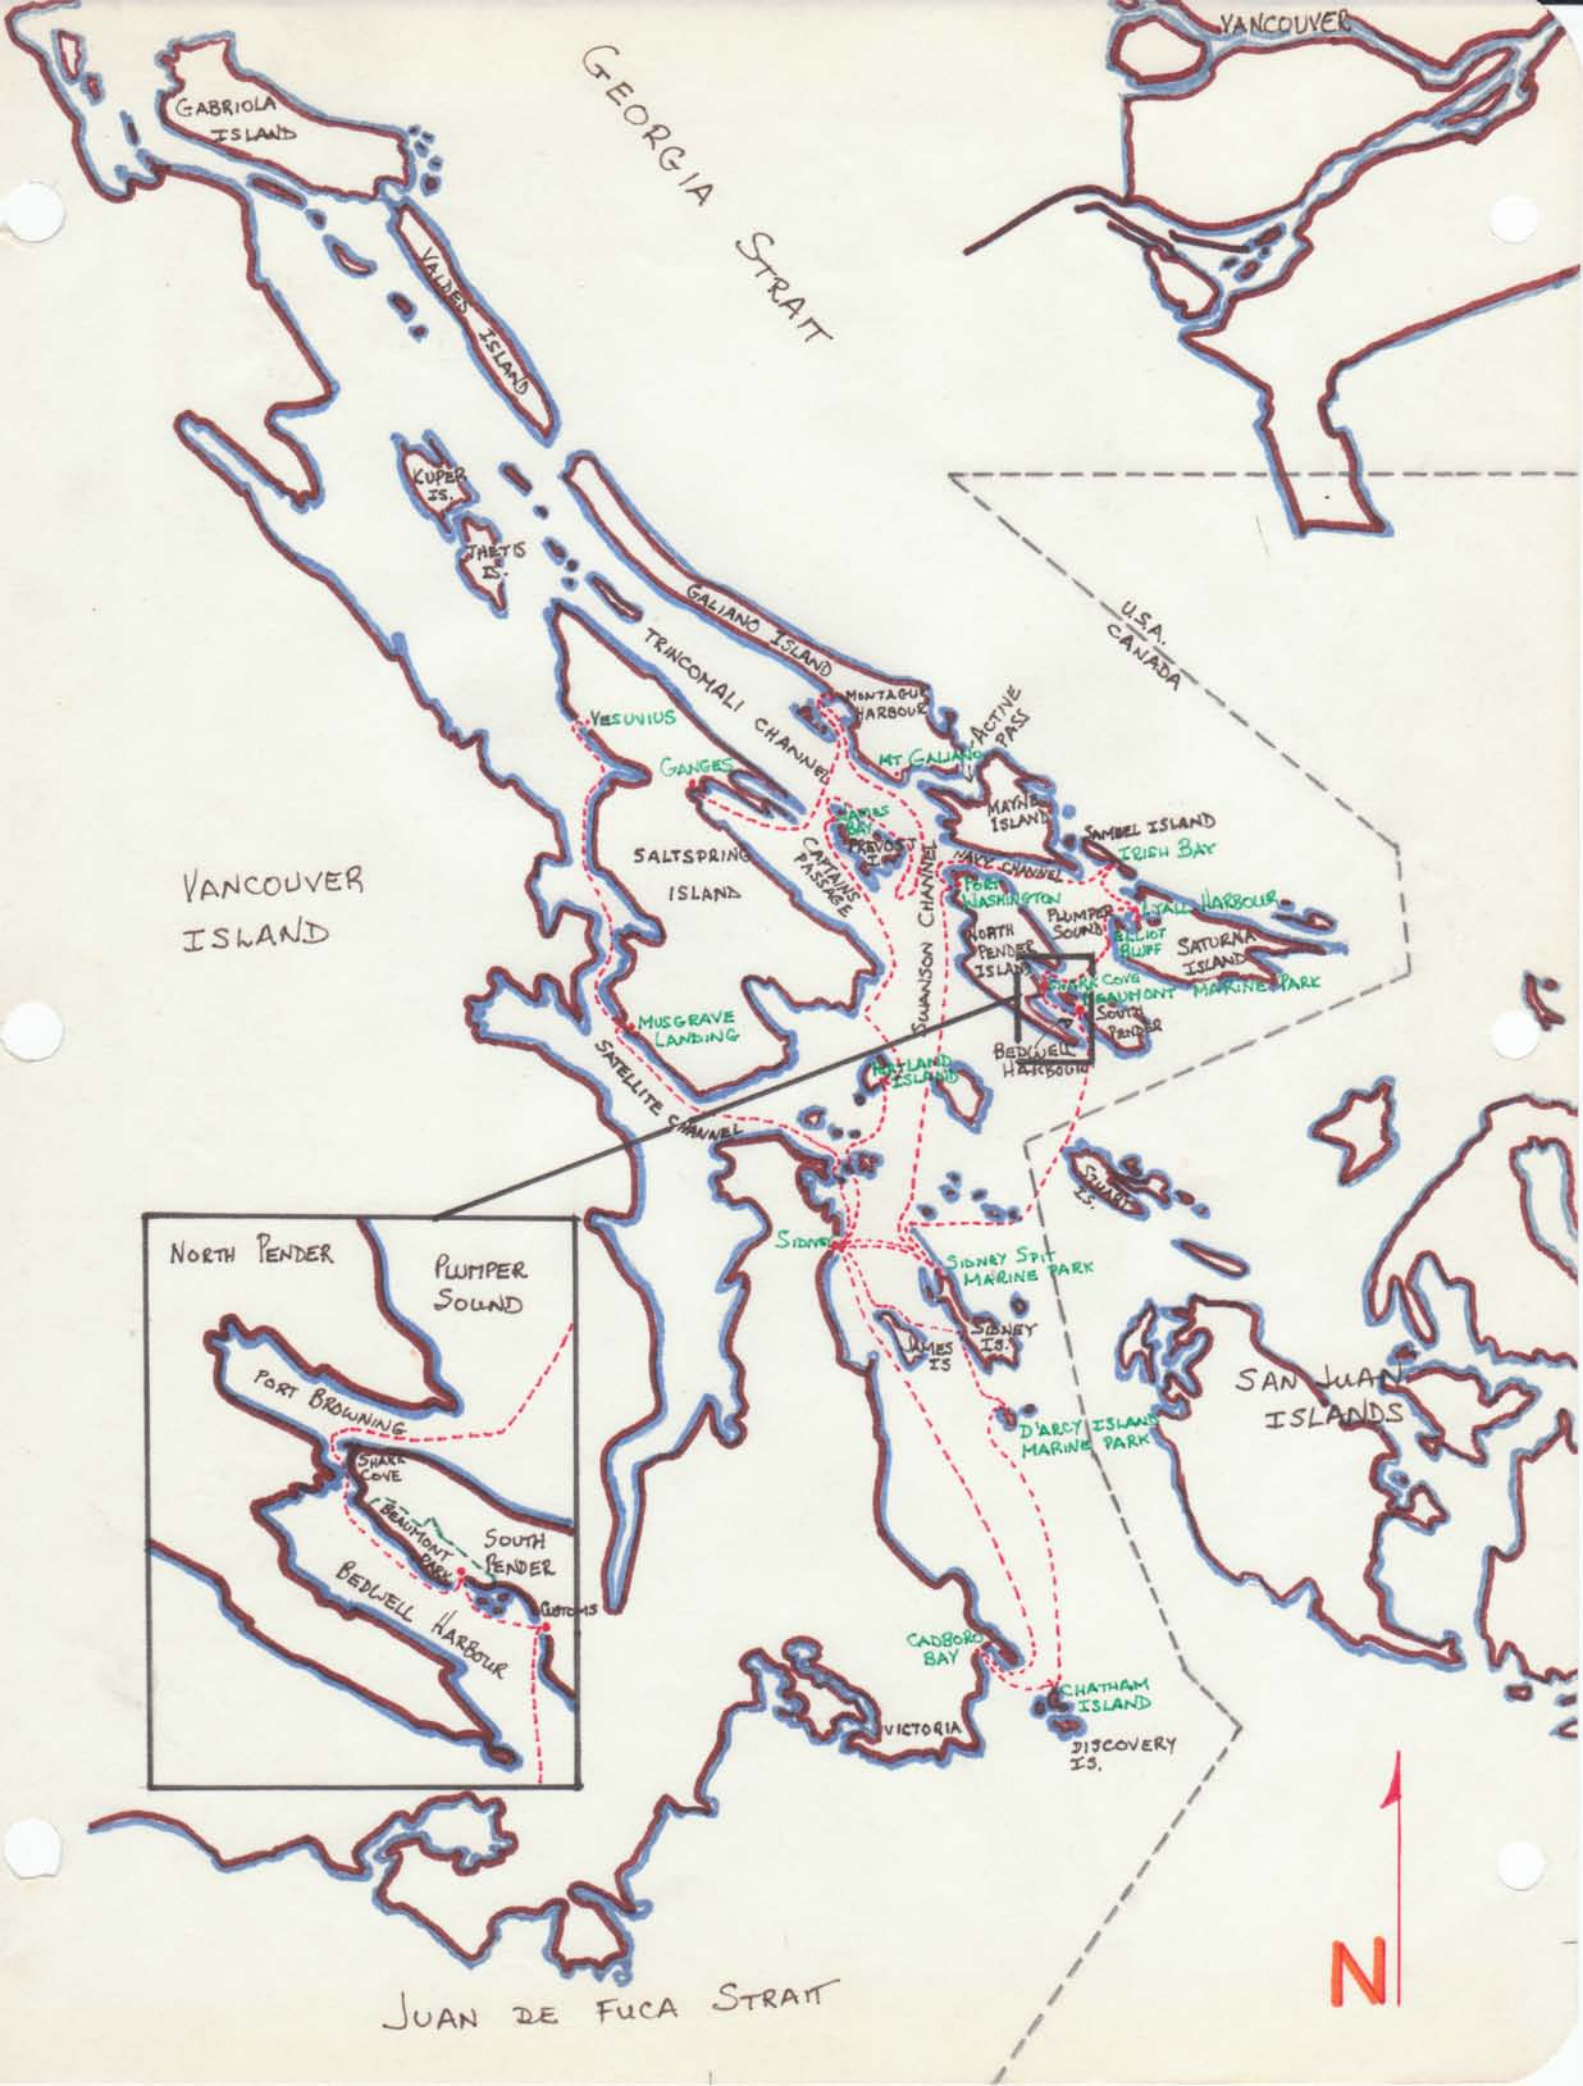 VANCOUVER
GABRIOLA
ISLAND
GEORGIA
STRAIT
VALDES ISLAND
KUPER
IS.
THETIS
IS.
GALIANO ISLAND
U.S.A.
CANADA
TRINCOMALI CHANNEL
MONTAGUE
HARBOUR
ACTIVE
PASS
VESUVIUS
GANGES
MT GALIANO
MAYNE
ISLAND
JAMES
BAY
PREVOST
I.
SAMUEL ISLAND
IRISH BAY
NAVY CHANNEL
SALTSPRING
ISLAND
CAPTAINS
PASSAGE
SWANSON CHANNEL
PORT
WASHINGTON
LYALL HARBOUR
PLUMPER
SOUND
ELLIOT
BLUFF
SATURNA
ISLAND
VANCOUVER
ISLAND
NORTH
PENDER
ISLAND
SHARK COVE
BEAUMONT MARINE PARK
SOUTH
PENDER
BEDWELL
HARBOUR
MUSGRAVE
LANDING
SATELLITE CHANNEL
ISLAND
STUART
IS.
SIDNEY
SIDNEY SPIT
MARINE PARK
SIDNEY
IS.
JAMES
IS
D'ARCY ISLAND
MARINE PARK
SAN JUAN
ISLANDS
NORTH PENDER
PLUMPER
SOUND
PORT BROWNING
SHARK
COVE
BEAUMONT
PARK
SOUTH
PENDER
BEDWELL HARBOUR
CUSTOMS
CADBORO
BAY
CHATHAM
ISLAND
VICTORIA
DISCOVERY
IS.
N
JUAN DE FUCA STRAIT